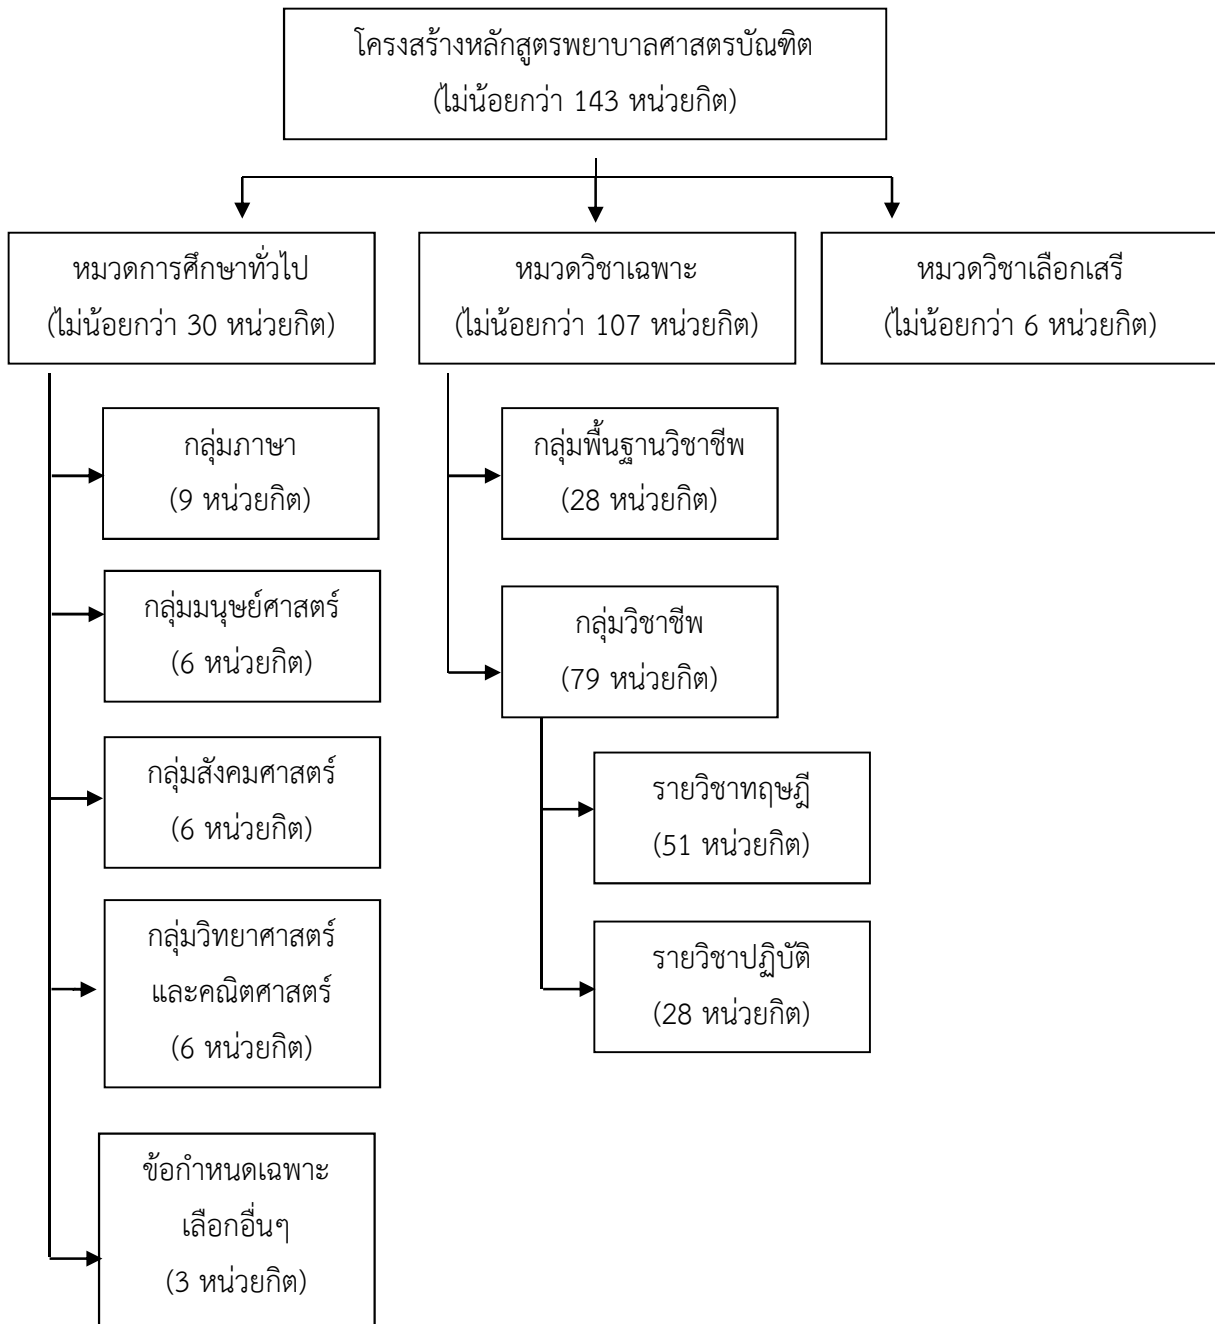 โครงสร้างหลักสูตรพยาบาลศาสตรบัณฑิต
(ไม่น้อยกว่า 143 หน่วยกิต)
หมวดการศึกษาทั่วไป
(ไม่น้อยกว่า 30 หน่วยกิต)
หมวดวิชาเฉพาะ
(ไม่น้อยกว่า 107 หน่วยกิต)
หมวดวิชาเลือกเสรี
(ไม่น้อยกว่า 6 หน่วยกิต)
กลุ่มภาษา
(9 หน่วยกิต)
กลุ่มมนุษย์ศาสตร์
(6 หน่วยกิต)
กลุ่มสังคมศาสตร์
(6 หน่วยกิต)
กลุ่มวิทยาศาสตร์
และคณิตศาสตร์
(6 หน่วยกิต)
ข้อกำหนดเฉพาะ
เลือกอื่นๆ
(3 หน่วยกิต)
กลุ่มพื้นฐานวิชาชีพ
(28 หน่วยกิต)
กลุ่มวิชาชีพ
(79 หน่วยกิต)
รายวิชาทฤษฎี
(51 หน่วยกิต)
รายวิชาปฏิบัติ
(28 หน่วยกิต)